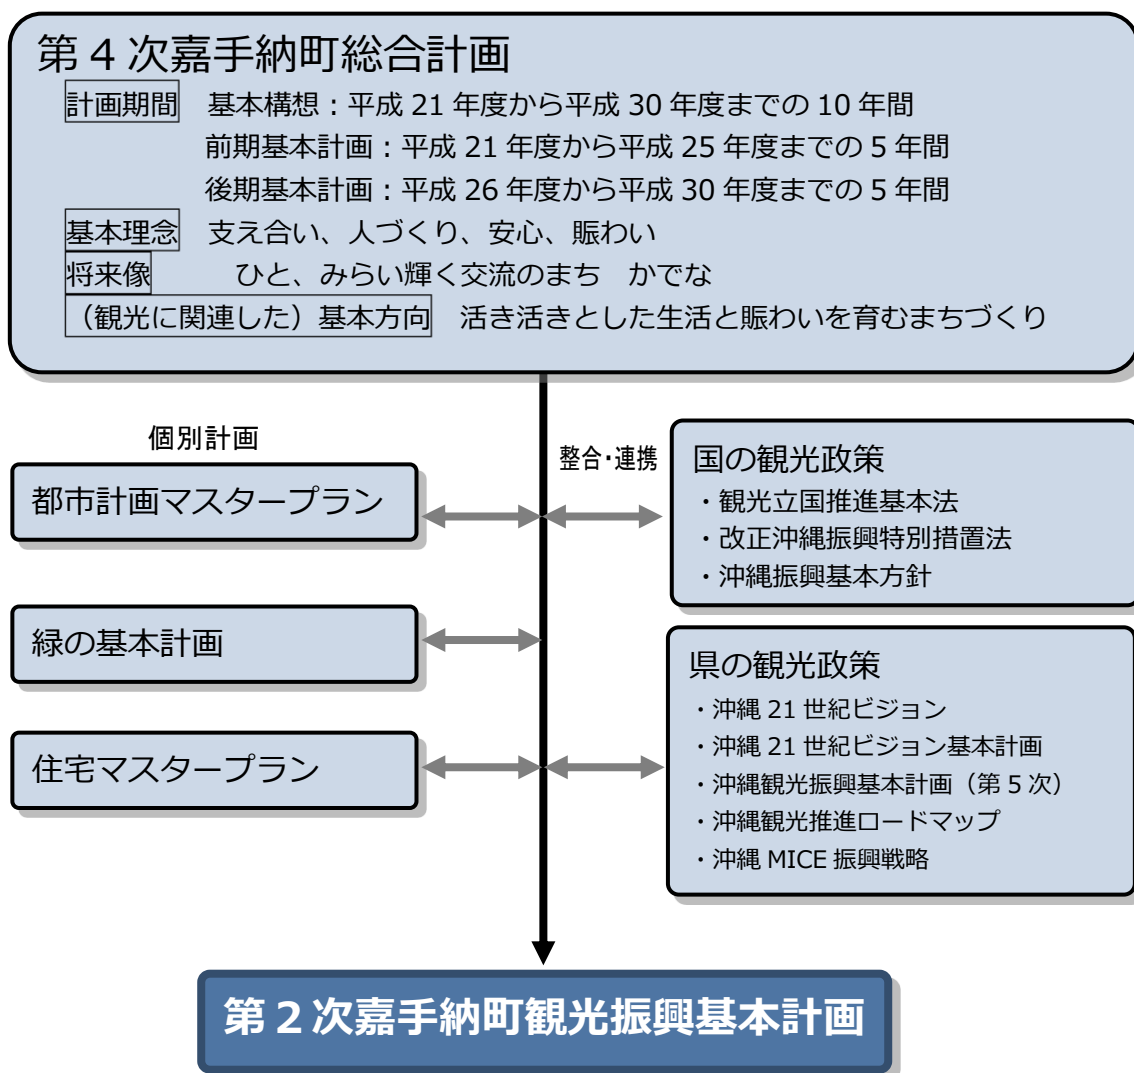 第4次嘉手納町総合計画
計画期間 基本構想：平成 21 年度から平成 30 年度までの 10 年間
前期基本計画：平成 21 年度から平成 25 年度までの 5 年間
後期基本計画：平成 26 年度から平成 30 年度までの 5 年間
基本理念 支え合い、人づくり、安心、賑わい
将来像 ひと、みらい輝く交流のまち かでな
（観光に関連した）基本方向 活き活きとした生活と賑わいを育むまちづくり
個別計画
都市計画マスタープラン
緑の基本計画
住宅マスタープラン
整合・連携
国の観光政策
・観光立国推進基本法
・改正沖縄振興特別措置法
・沖縄振興基本方針
県の観光政策
・沖縄 21 世紀ビジョン
・沖縄 21 世紀ビジョン基本計画
・沖縄観光振興基本計画（第 5 次）
・沖縄観光推進ロードマップ
・沖縄 MICE 振興戦略
第２次嘉手納町観光振興基本計画